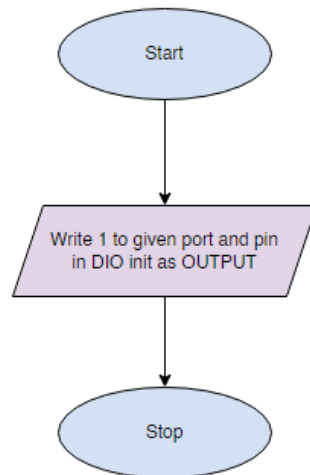 Start
Write 1 to given port and pin
in DIO init as OUTPUT
Stop